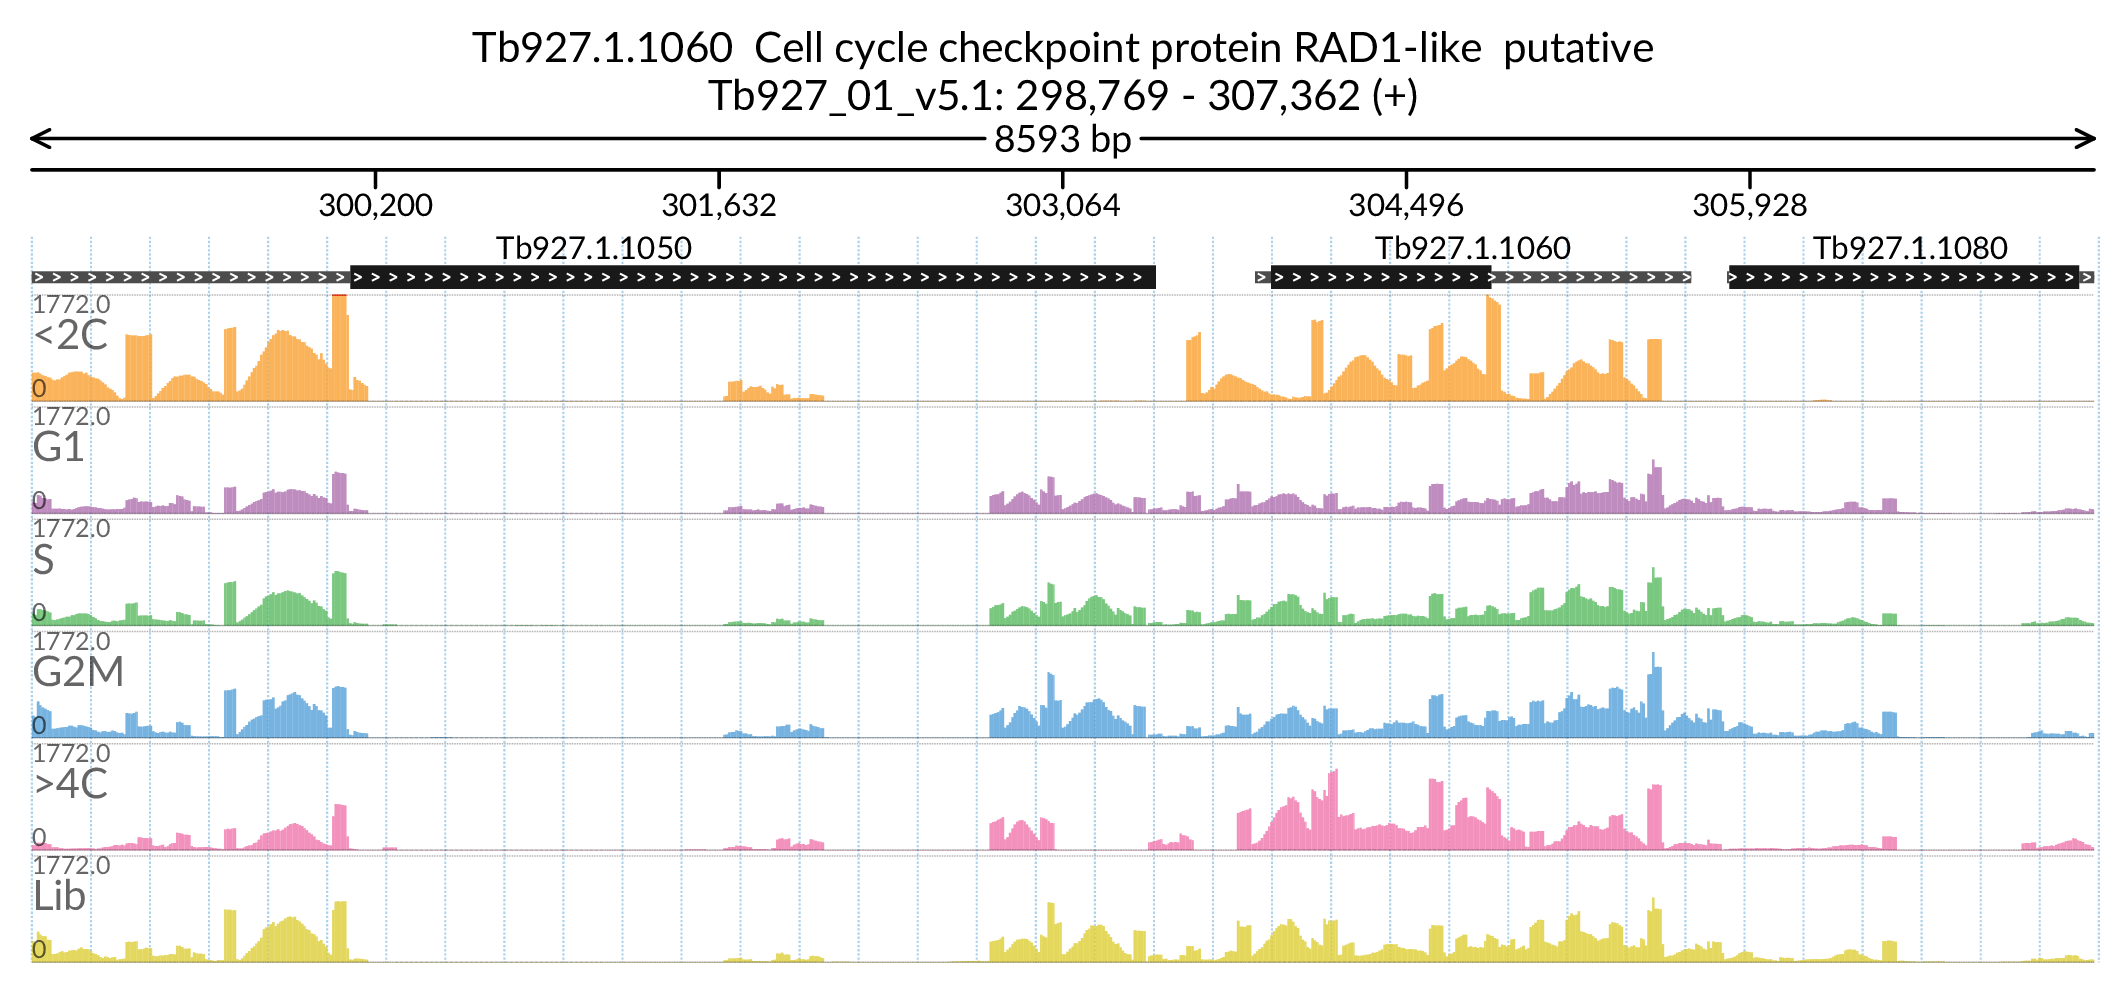 Tb927.1.1060  Cell cycle checkpoint protein RAD1-like  putative
Tb927_01_v5.1: 298,769 - 307,362 (+)
8593 bp
300,200 301,632 303,064 304,496 305,928
Tb927.1.1050 Tb927.1.1060 Tb927.1.1080
1772.0
<2C
0
1772.0
G1
0
1772.0
S
0
1772.0
G2M
0
1772.0
>4C
0
1772.0
Lib
0